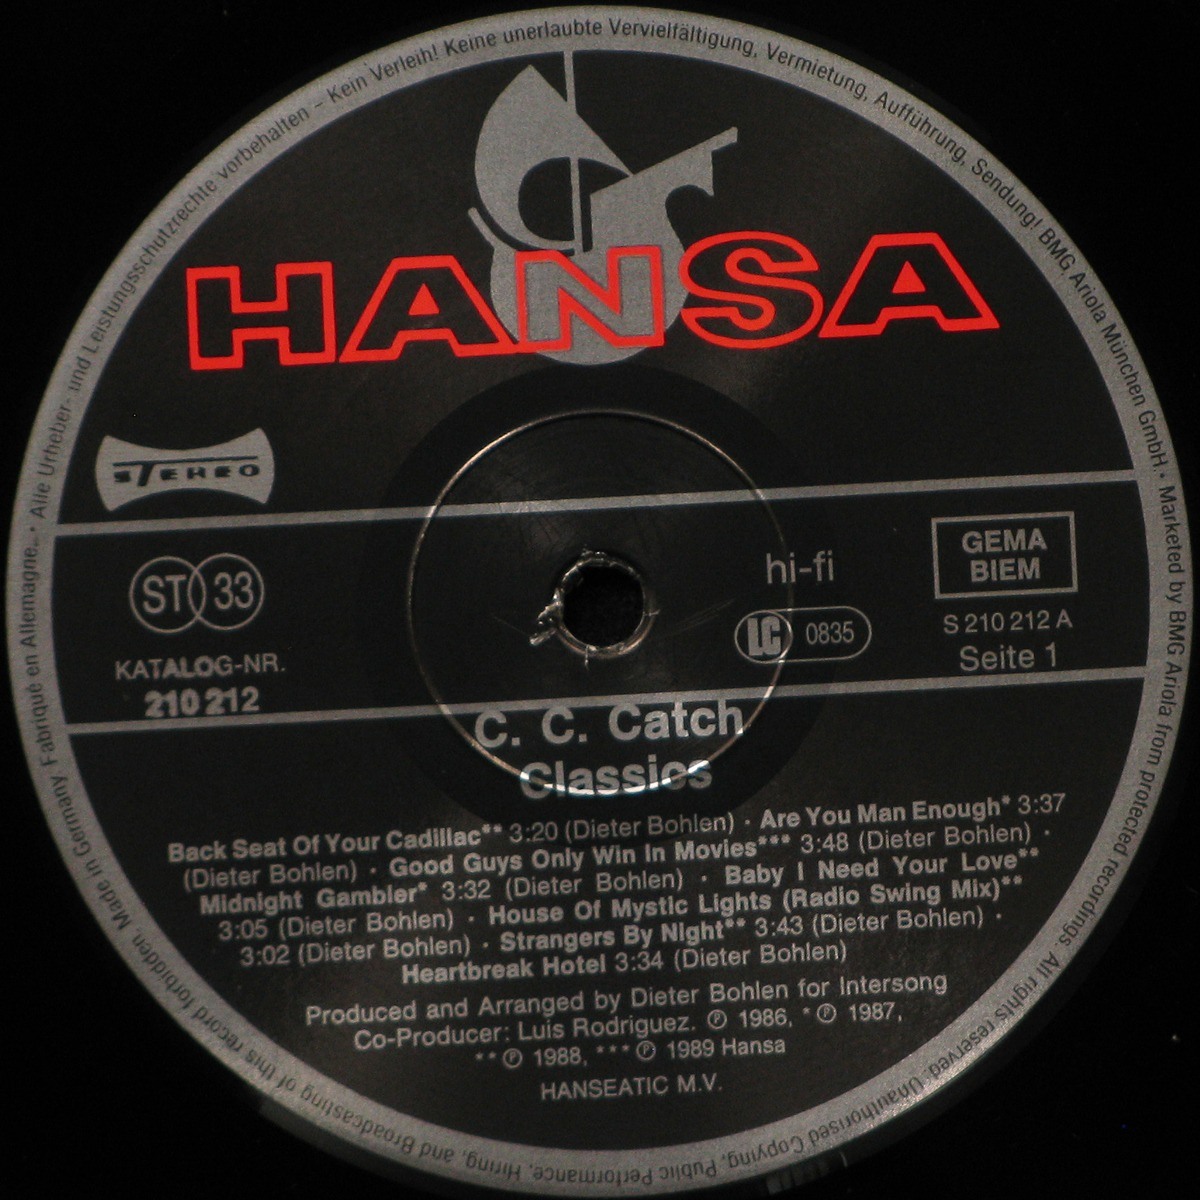 Alle Urheber- und Leistungsschutzrechte vorbehalten – Kein Verleih! Keine unerlaubte Vervielfältigung, Vermietung, Aufführung, Sendung! BMG Ariola München GmbH. • Marketed by BMG Ariola from protected recordings. All rights reserved. Unauthorised Copying, Public Performance, Hiring, and Broadcasting of this record forbidden. Made in Germany Fabriqué en Allemagne. •
HANSA
STEREO
ST 33
KATALOG-NR.
210 212
hi-fi
LC 0835
GEMA
BIEM
S 210 212 A
Seite 1
C. C. Catch
Classics
Back Seat Of Your Cadillac** 3:20 (Dieter Bohlen) · Are You Man Enough* 3:37
(Dieter Bohlen) · Good Guys Only Win In Movies*** 3:48 (Dieter Bohlen) ·
Midnight Gambler* 3:32 (Dieter Bohlen) · Baby I Need Your Love**
3:05 (Dieter Bohlen) · House Of Mystic Lights (Radio Swing Mix)**
3:02 (Dieter Bohlen) · Strangers By Night** 3:43 (Dieter Bohlen) ·
Heartbreak Hotel 3:34 (Dieter Bohlen)
Produced and Arranged by Dieter Bohlen for Intersong
Co-Producer: Luis Rodriguez. ℗ 1986, *℗ 1987,
**℗ 1988, ***℗ 1989 Hansa
HANSEATIC M.V.